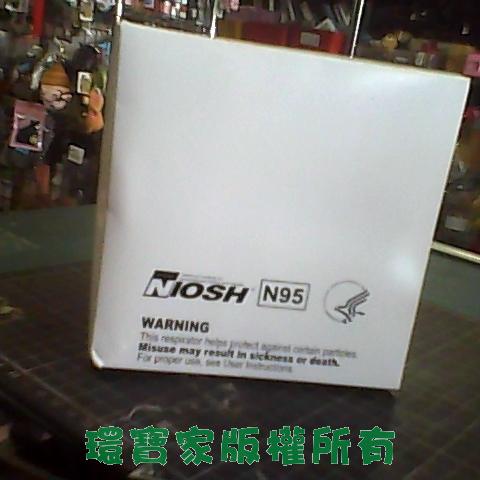 NIOSH N95
WARNING
This respirator helps protect against certain particles.
Misuse may result in sickness or death.
For proper use, see User Instructions.
環寶家版權所有